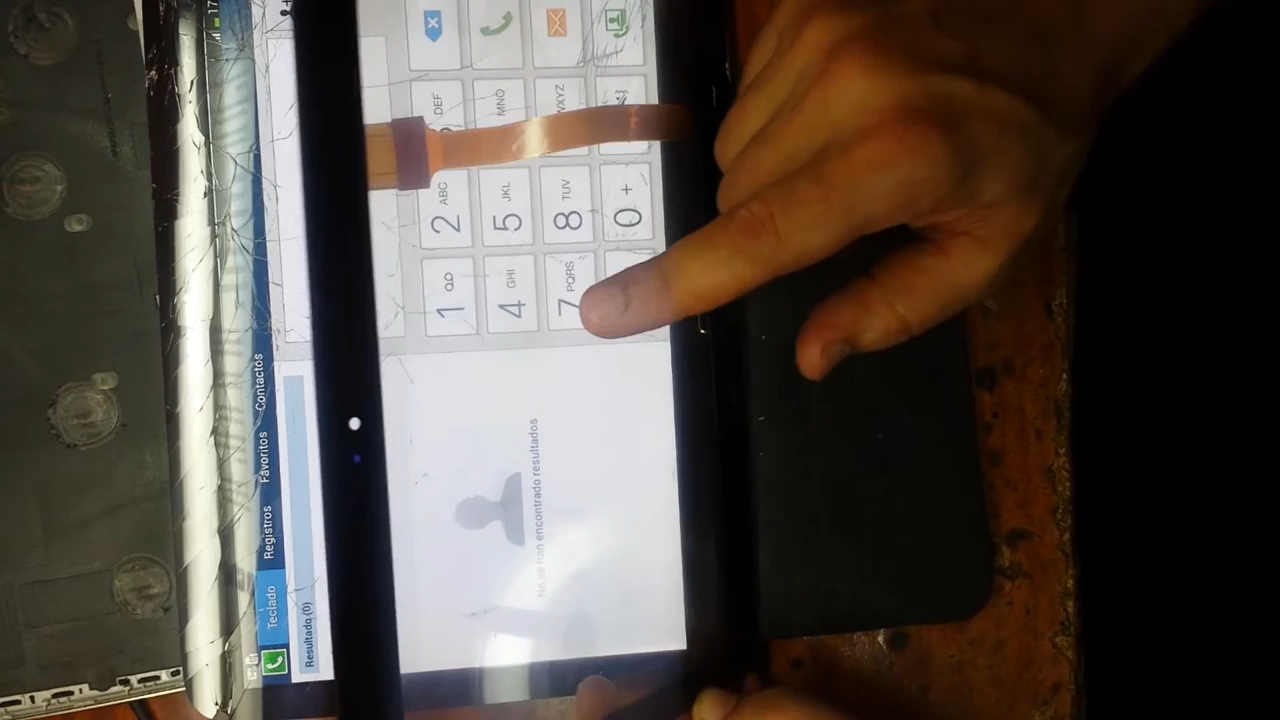 17
Teclado Registros Favoritos Contactos
Resultado (0)
No se han encontrado resultados
1
2 ABC
DEF
4 GHI
5 JKL
MNO
7 PQRS
8 TUV
WXYZ
0 +